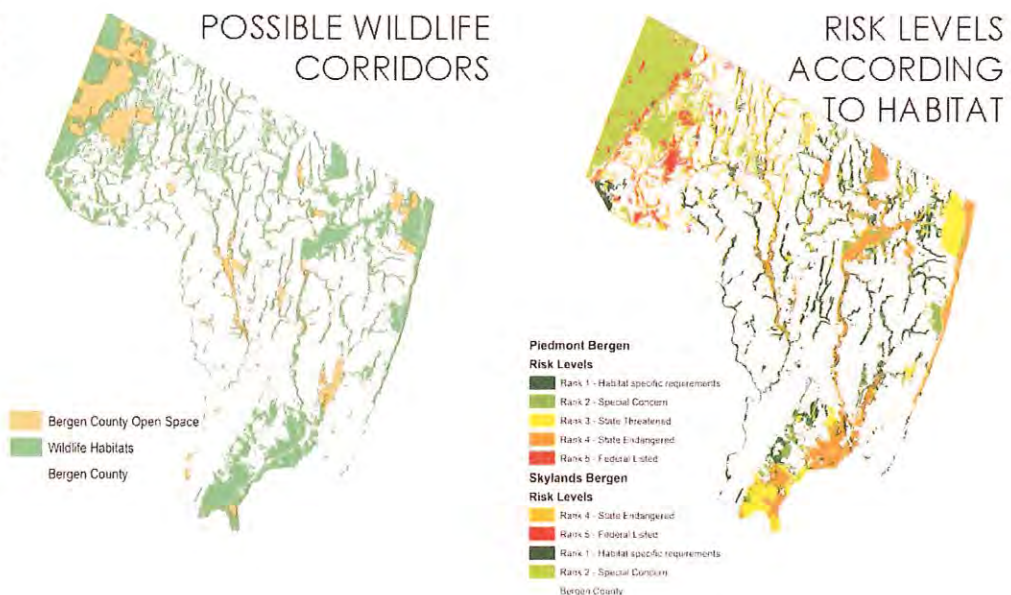 POSSIBLE WILDLIFE
CORRIDORS
Bergen County Open Space
Wildlife Habitats
Bergen County
RISK LEVELS
ACCORDING
TO HABITAT
Piedmont Bergen
Risk Levels
Rank 1 - Habitat specific requirements
Rank 2 - Special Concern
Rank 3 - State Threatened
Rank 4 - State Endangered
Rank 5 - Federal Listed
Skylands Bergen
Risk Levels
Rank 4 - State Endangered
Rank 5 - Federal Listed
Rank 1 - Habitat specific requirements
Rank 2 - Special Concern
Bergen County